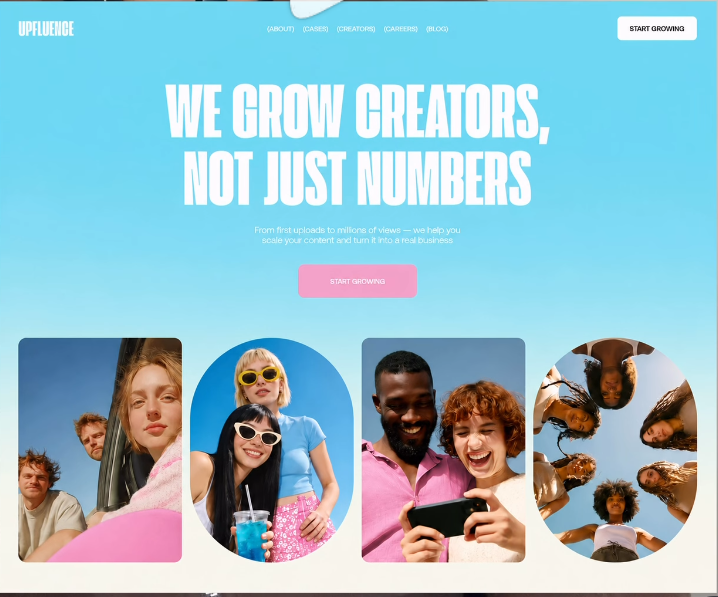 UPFLUENCE
(ABOUT) (CASES) (CREATORS) (CAREERS) (BLOG)
START GROWING
WE GROW CREATORS,
NOT JUST NUMBERS
From first uploads to millions of views — we help you
scale your content and turn it into a real business
START GROWING